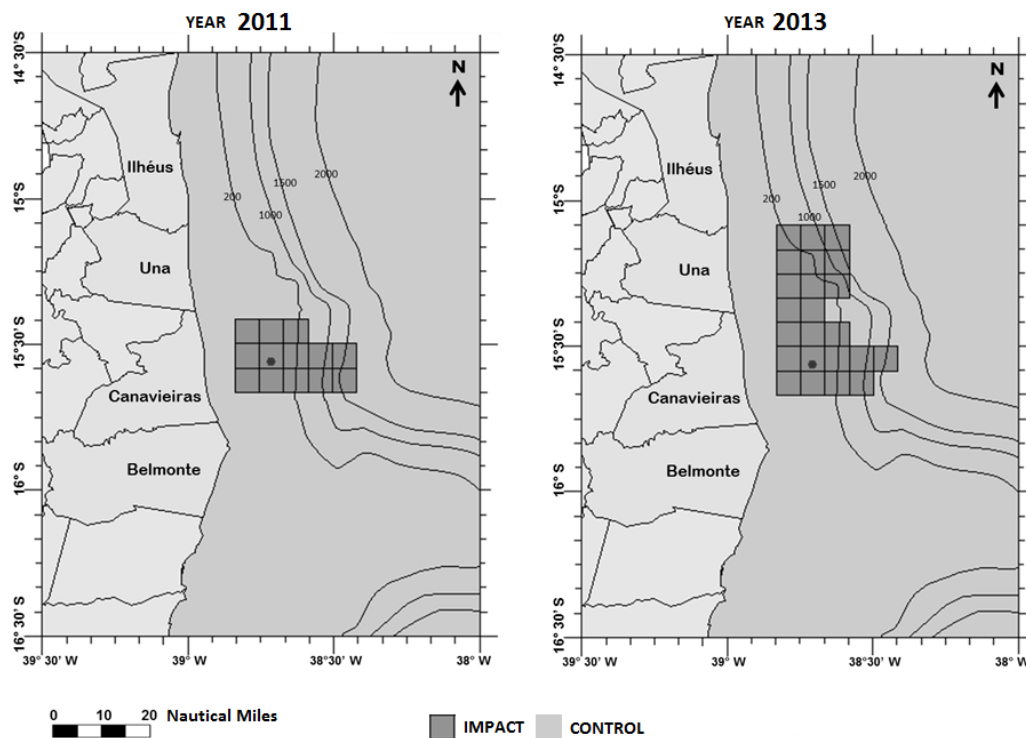 YEAR 2011
14° 30'S
15°S
15°30' S
16°S
16°30' S
39°30' W
39° W
38°30' W
38° W
N
Ilhéus
Una
Canavieiras
Belmonte
200
1000
1500
2000
YEAR 2013
14° 30'S
15°S
15°30' S
16°S
16°30' S
39° 30' W
39° W
38°30' W
38° W
N
Ilhéus
Una
Canavieiras
Belmonte
200
1000
1500
2000
0 10 20 Nautical Miles
IMPACT CONTROL